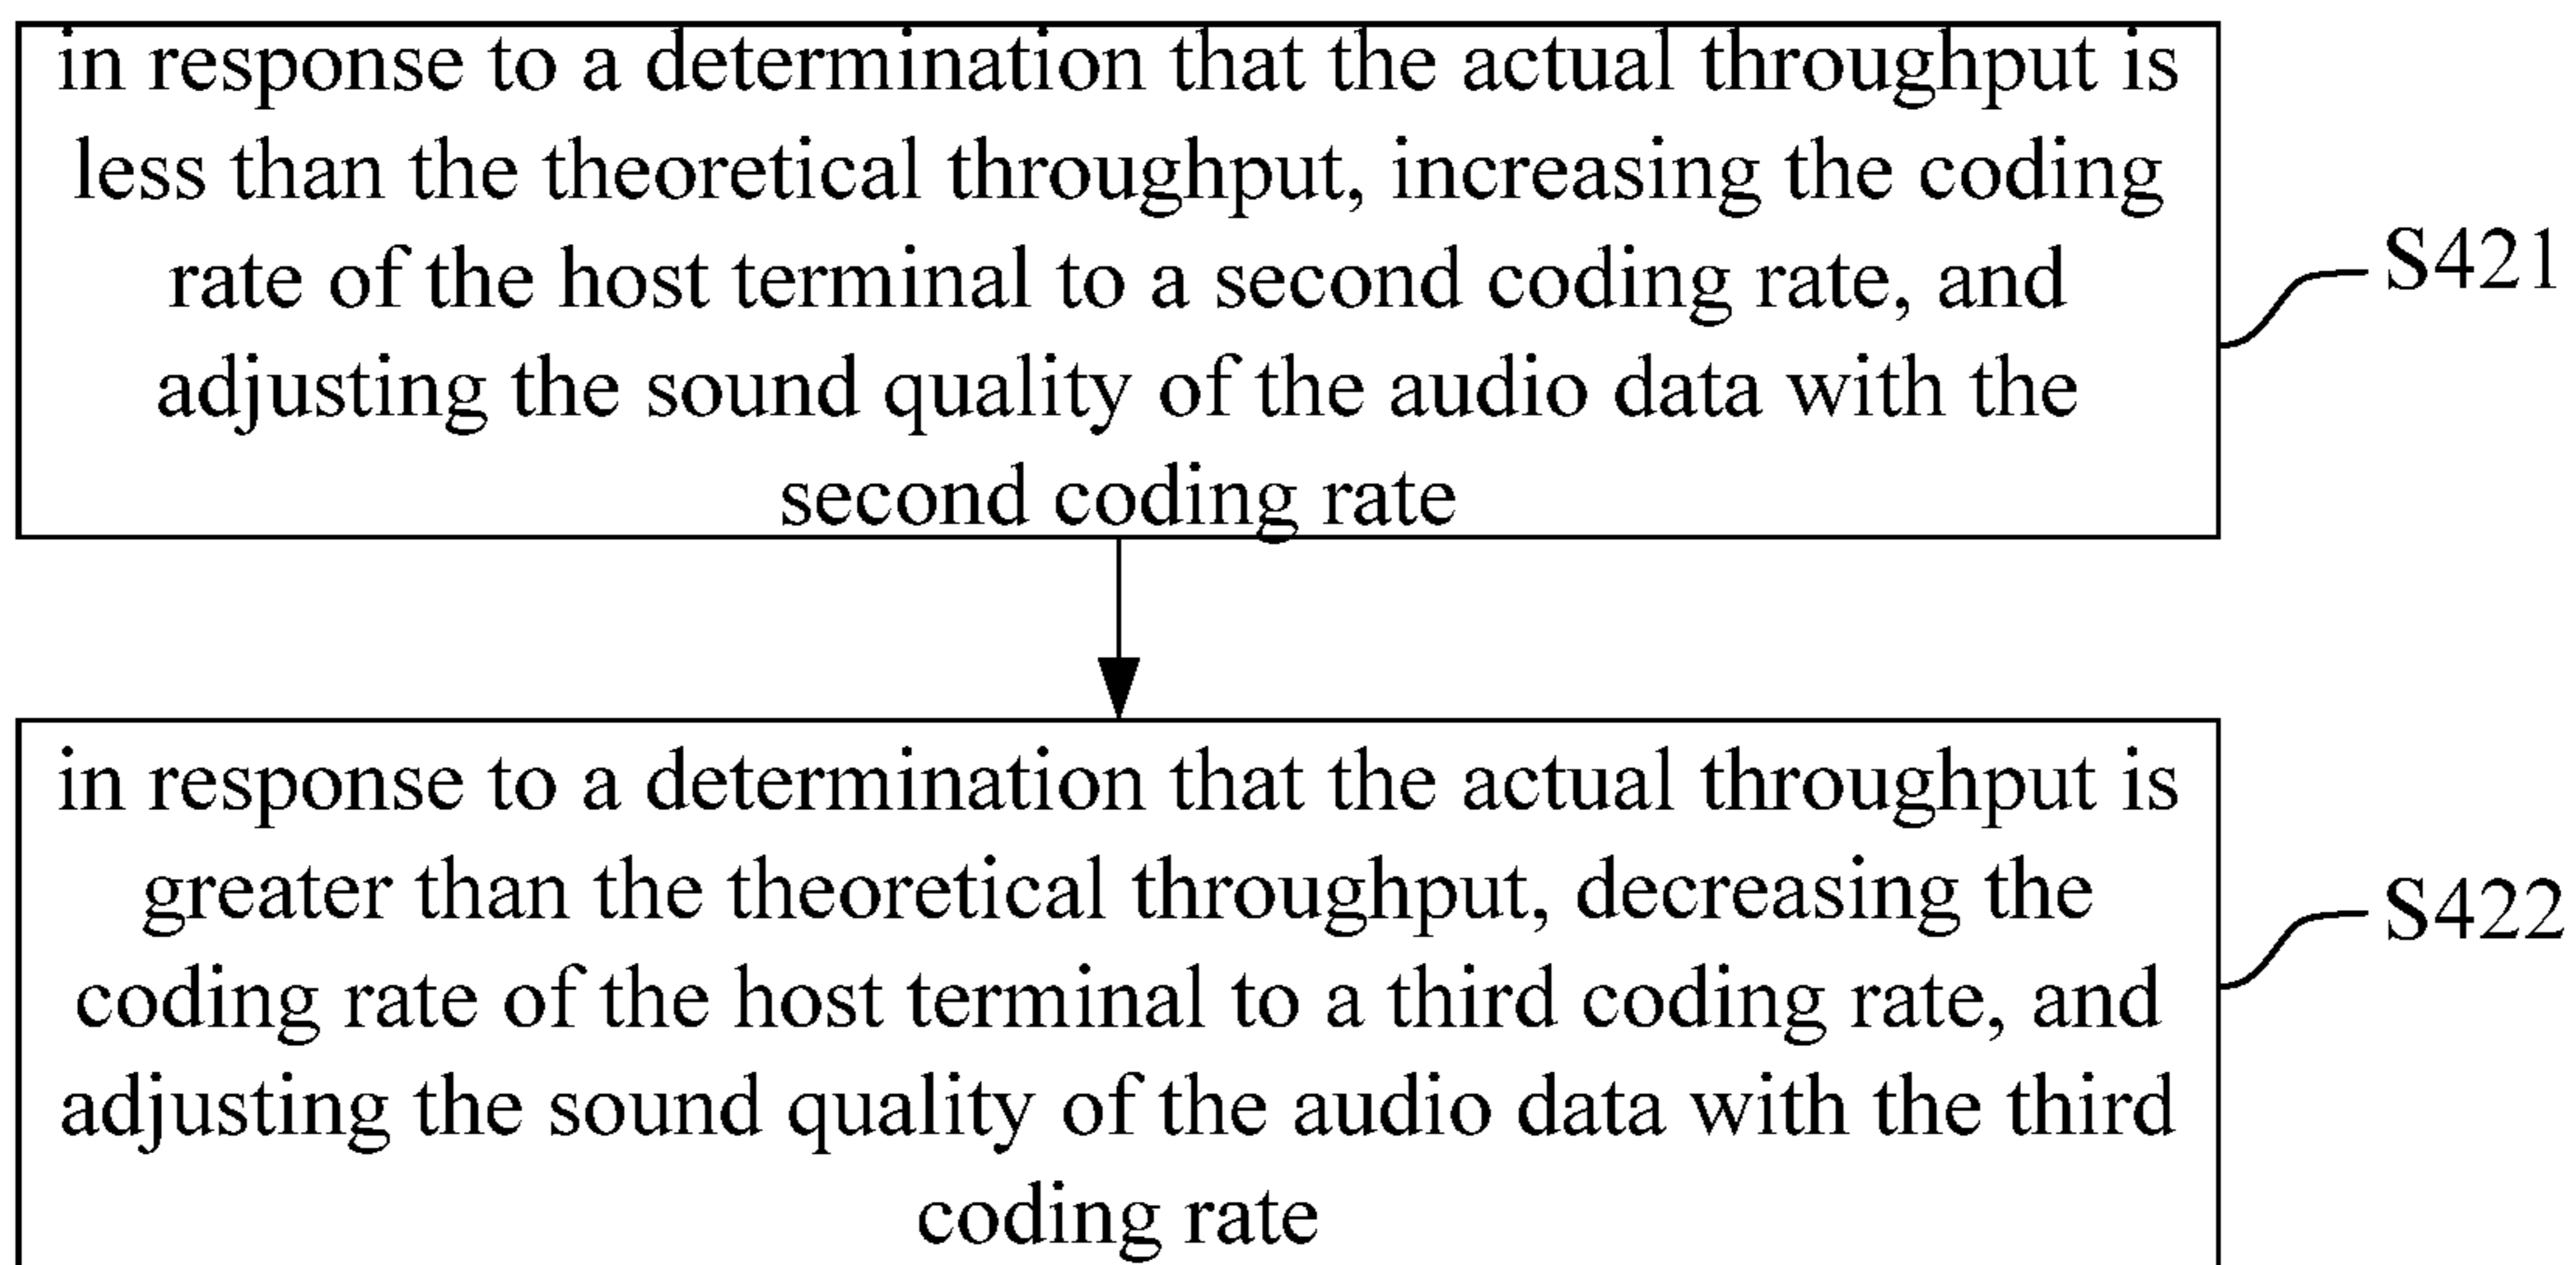 in response to a determination that the actual throughput is
less than the theoretical throughput, increasing the coding
rate of the host terminal to a second coding rate, and
adjusting the sound quality of the audio data with the
second coding rate
S421
in response to a determination that the actual throughput is
greater than the theoretical throughput, decreasing the
coding rate of the host terminal to a third coding rate, and
adjusting the sound quality of the audio data with the third
coding rate
S422